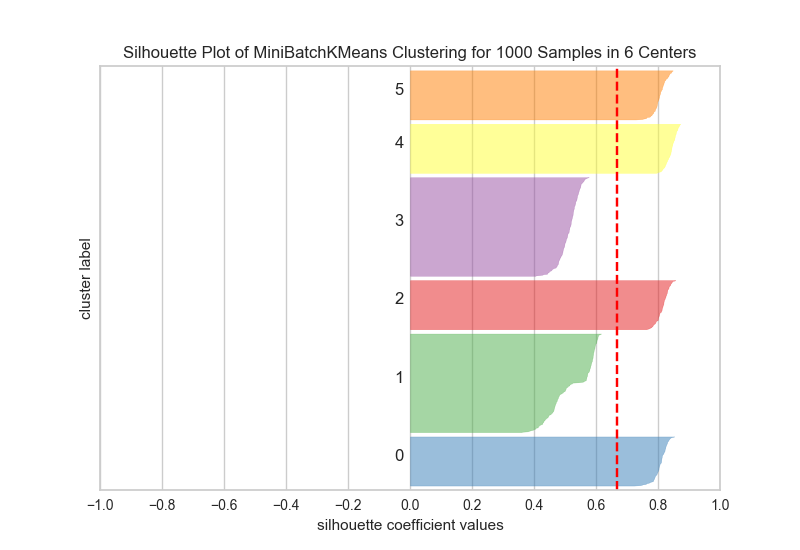 Silhouette Plot of MiniBatchKMeans Clustering for 1000 Samples in 6 Centers
5
4
3
2
1
0
cluster label
−1.0 −0.8 −0.6 −0.4 −0.2 0.0 0.2 0.4 0.6 0.8 1.0
silhouette coefficient values